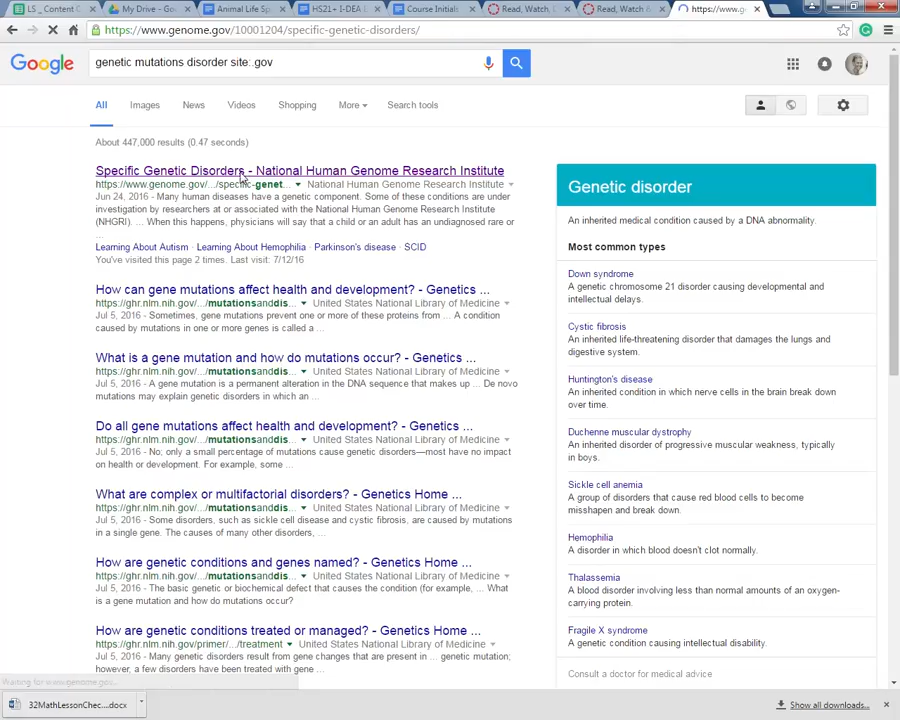 LS _ Content C
My Drive - Goo
Animal Life Sp
HS21+ I-DEA L
Course Initials
Read, Watch, L
Read, Watch &
https://www.g
https://www.genome.gov/10001204/specific-genetic-disorders/
Google
genetic mutations disorder site:.gov
All Images News Videos Shopping More Search tools
About 447,000 results (0.47 seconds)
Specific Genetic Disorders - National Human Genome Research Institute
https://www.genome.gov/.../specific-genet... National Human Genome Research Institute
Jun 24, 2016 - Many human diseases have a genetic component. Some of these conditions are under
investigation by researchers at or associated with the National Human Genome Research Institute
(NHGRI). ... When this happens, physicians will say that a child or an adult has an undiagnosed rare or
...
Learning About Autism · Learning About Hemophilia · Parkinson's disease · SCID
You've visited this page 2 times. Last visit: 7/12/16
How can gene mutations affect health and development? - Genetics ...
https://ghr.nlm.nih.gov/.../mutationsanddis... United States National Library of Medicine
Jul 5, 2016 - Sometimes, gene mutations prevent one or more of these proteins from ... A condition
caused by mutations in one or more genes is called a ...
What is a gene mutation and how do mutations occur? - Genetics ...
https://ghr.nlm.nih.gov/.../mutationsanddis... United States National Library of Medicine
Jul 5, 2016 - A gene mutation is a permanent alteration in the DNA sequence that makes up ... De novo
mutations may explain genetic disorders in which an ...
Do all gene mutations affect health and development? - Genetics ...
https://ghr.nlm.nih.gov/.../mutationsanddis... United States National Library of Medicine
Jul 5, 2016 - No; only a small percentage of mutations cause genetic disorders—most have no impact
on health or development. For example, some ...
What are complex or multifactorial disorders? - Genetics Home ...
https://ghr.nlm.nih.gov/.../mutationsanddis... United States National Library of Medicine
Jul 5, 2016 - Some disorders, such as sickle cell disease and cystic fibrosis, are caused by mutations
in a single gene. The causes of many other disorders, ...
How are genetic conditions and genes named? - Genetics Home ...
https://ghr.nlm.nih.gov/.../mutationsanddis... United States National Library of Medicine
Jul 5, 2016 - The basic genetic or biochemical defect that causes the condition (for example, ... What
is a gene mutation and how do mutations occur?
How are genetic conditions treated or managed? - Genetics Home ...
https://ghr.nlm.nih.gov/primer/.../treatment United States National Library of Medicine
Jul 5, 2016 - Many genetic disorders result from gene changes that are present in ... genetic mutation;
however, a few disorders have been treated with gene ...
Genetic disorder
An inherited medical condition caused by a DNA abnormality.
Most common types
Down syndrome
A genetic chromosome 21 disorder causing developmental and
intellectual delays.
Cystic fibrosis
An inherited life-threatening disorder that damages the lungs and
digestive system.
Huntington's disease
An inherited condition in which nerve cells in the brain break down
over time.
Duchenne muscular dystrophy
An inherited disorder of progressive muscular weakness, typically
in boys.
Sickle cell anemia
A group of disorders that cause red blood cells to become
misshapen and break down.
Hemophilia
A disorder in which blood doesn't clot normally.
Thalassemia
A blood disorder involving less than normal amounts of an oxygen-
carrying protein.
Fragile X syndrome
A genetic condition causing intellectual disability.
Consult a doctor for medical advice
Waiting for www.genome.gov...
32MathLessonChec....docx
Show all downloads...